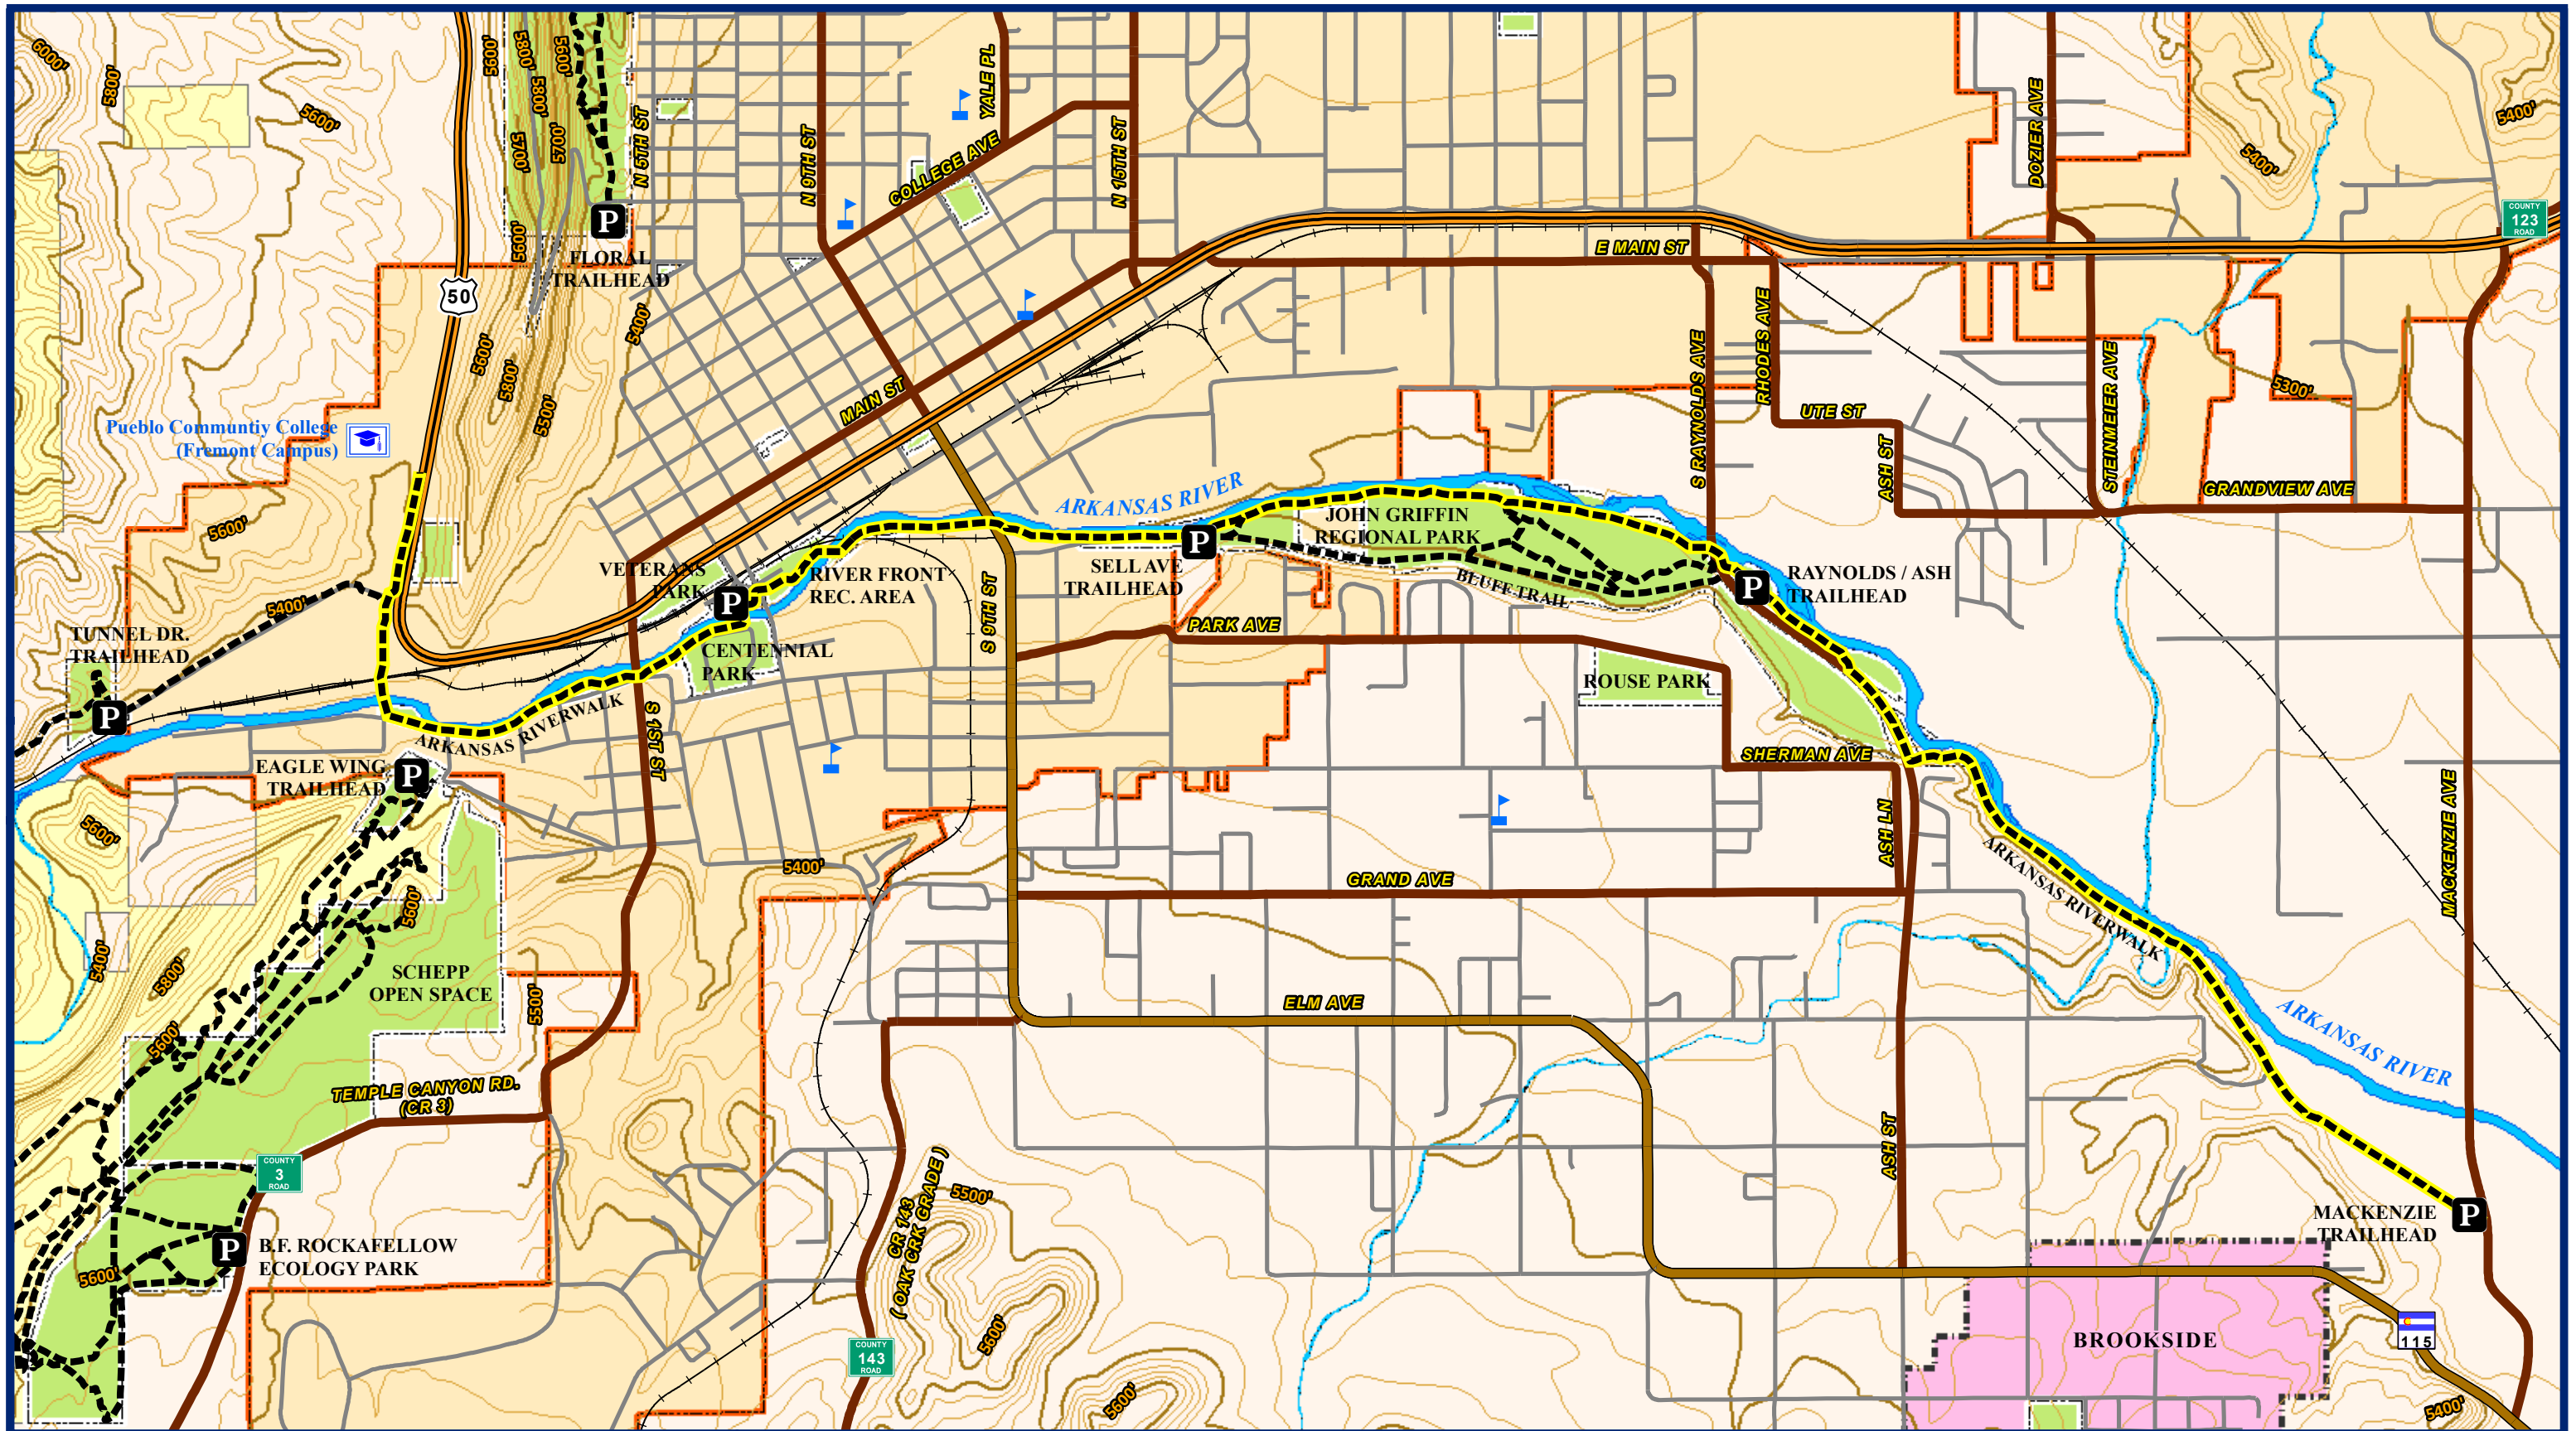 6000'
5800'
5600'
5600'
5800'
5800'
5600'
5700'
5700'
5600'
N 5TH ST
N 9TH ST
YALE PL
COLLEGE AVE
N 15TH ST
DOZIER AVE
5400'
5400'
COUNTY
123
ROAD
P
FLORAL
TRAILHEAD
E MAIN ST
50
5400'
5600'
5800'
5500'
MAIN ST
S RAYNOLDS AVE
RHODES AVE
UTE ST
ASH ST
STEINMEIER AVE
5300'
GRANDVIEW AVE
Pueblo Communtiy College
(Fremont Campus)
5600'
ARKANSAS RIVER
JOHN GRIFFIN
REGIONAL PARK
P
SELL AVE
TRAILHEAD
BLUFF TRAIL
P
RAYNOLDS / ASH
TRAILHEAD
VETERANS
PARK
P
RIVER FRONT
REC. AREA
S 9TH ST
PARK AVE
5400'
TUNNEL DR.
TRAILHEAD
P
CENTENNIAL
PARK
ROUSE PARK
ARKANSAS RIVERWALK
S 1ST ST
SHERMAN AVE
EAGLE WING
TRAILHEAD
P
ASH LN
MACKENZIE AVE
5600'
5400'
GRAND AVE
ARKANSAS RIVERWALK
5600'
5400'
5800'
SCHEPP
OPEN SPACE
5500'
ELM AVE
ARKANSAS RIVER
5600'
TEMPLE CANYON RD.
(CR 3)
ASH ST
COUNTY
3
ROAD
CR 143
( OAK CRK GRADE )
5500'
MACKENZIE
TRAILHEAD
P
P
B.F. ROCKAFELLOW
ECOLOGY PARK
5600'
5600'
COUNTY
143
ROAD
BROOKSIDE
115
5600'
5400'